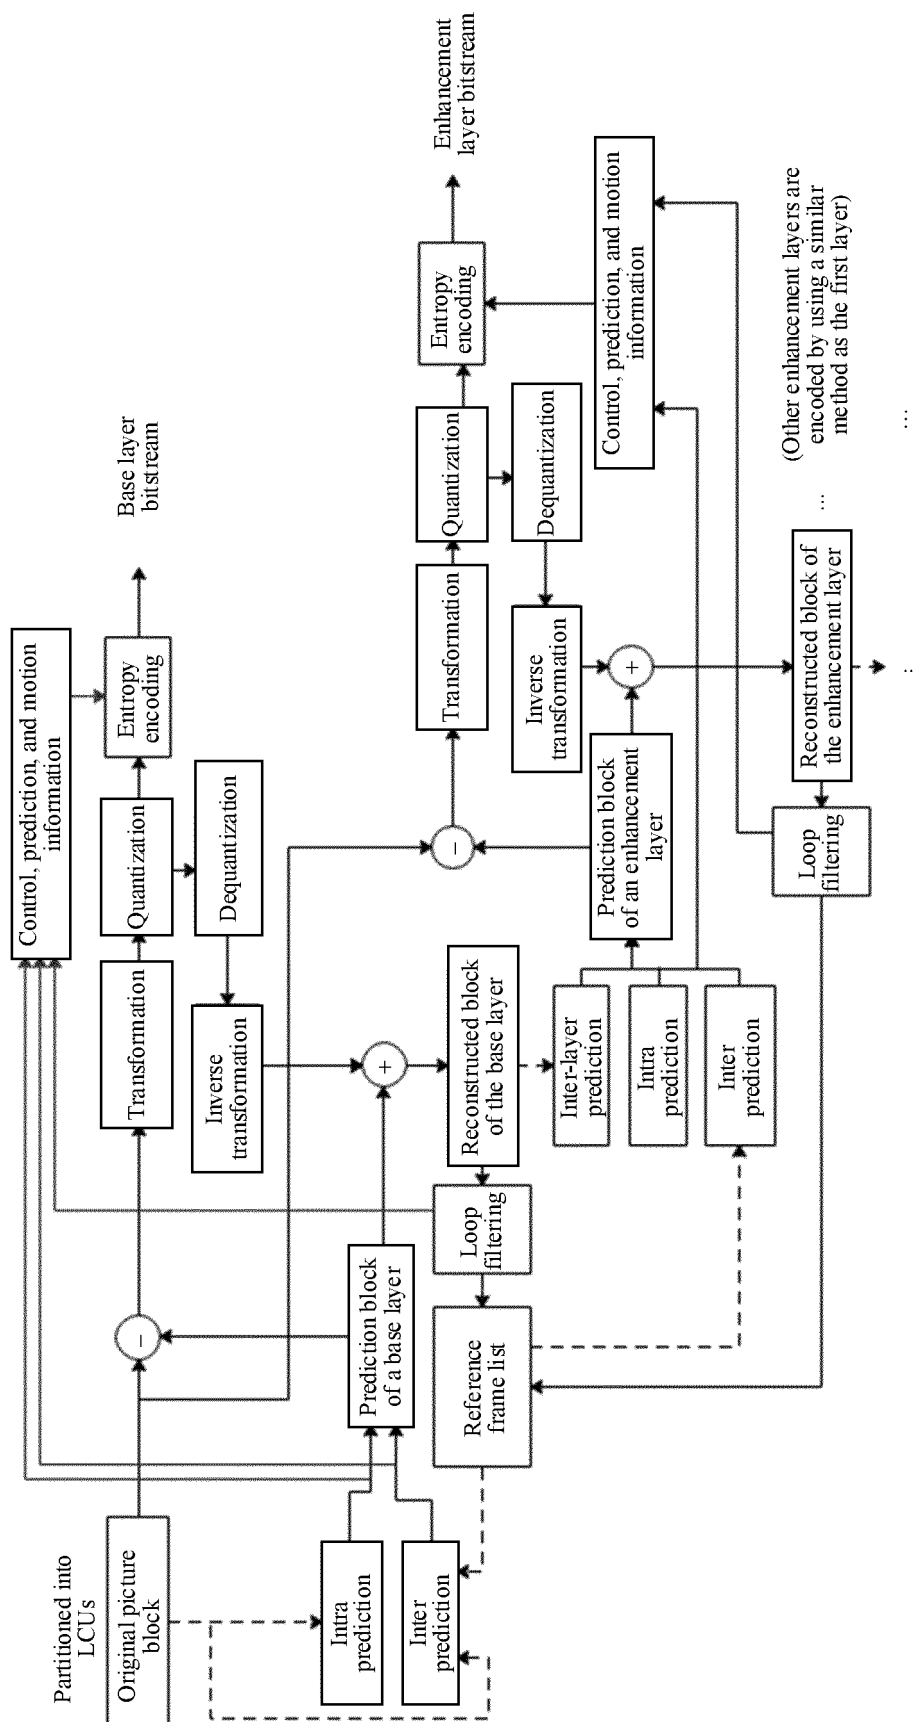 Partitioned into
LCUs
Original picture
block
Intra
prediction
Inter
prediction
Prediction block
of a base layer
Reference
frame list
Loop
filtering
–
Transformation
Quantization
Entropy
encoding
Control, prediction, and motion
information
Base layer
bitstream
Dequantization
Inverse
transformation
+
Reconstructed block
of the base layer
Inter-layer
prediction
Intra
prediction
Inter
prediction
Prediction block
of an enhancement
layer
–
Transformation
Quantization
Entropy
encoding
Enhancement
layer bitstream
Dequantization
Inverse
transformation
+
Control, prediction, and motion
information
Loop
filtering
Reconstructed block of
the enhancement layer
...
(Other enhancement layers are
encoded by using a similar
method as the first layer)
..
...